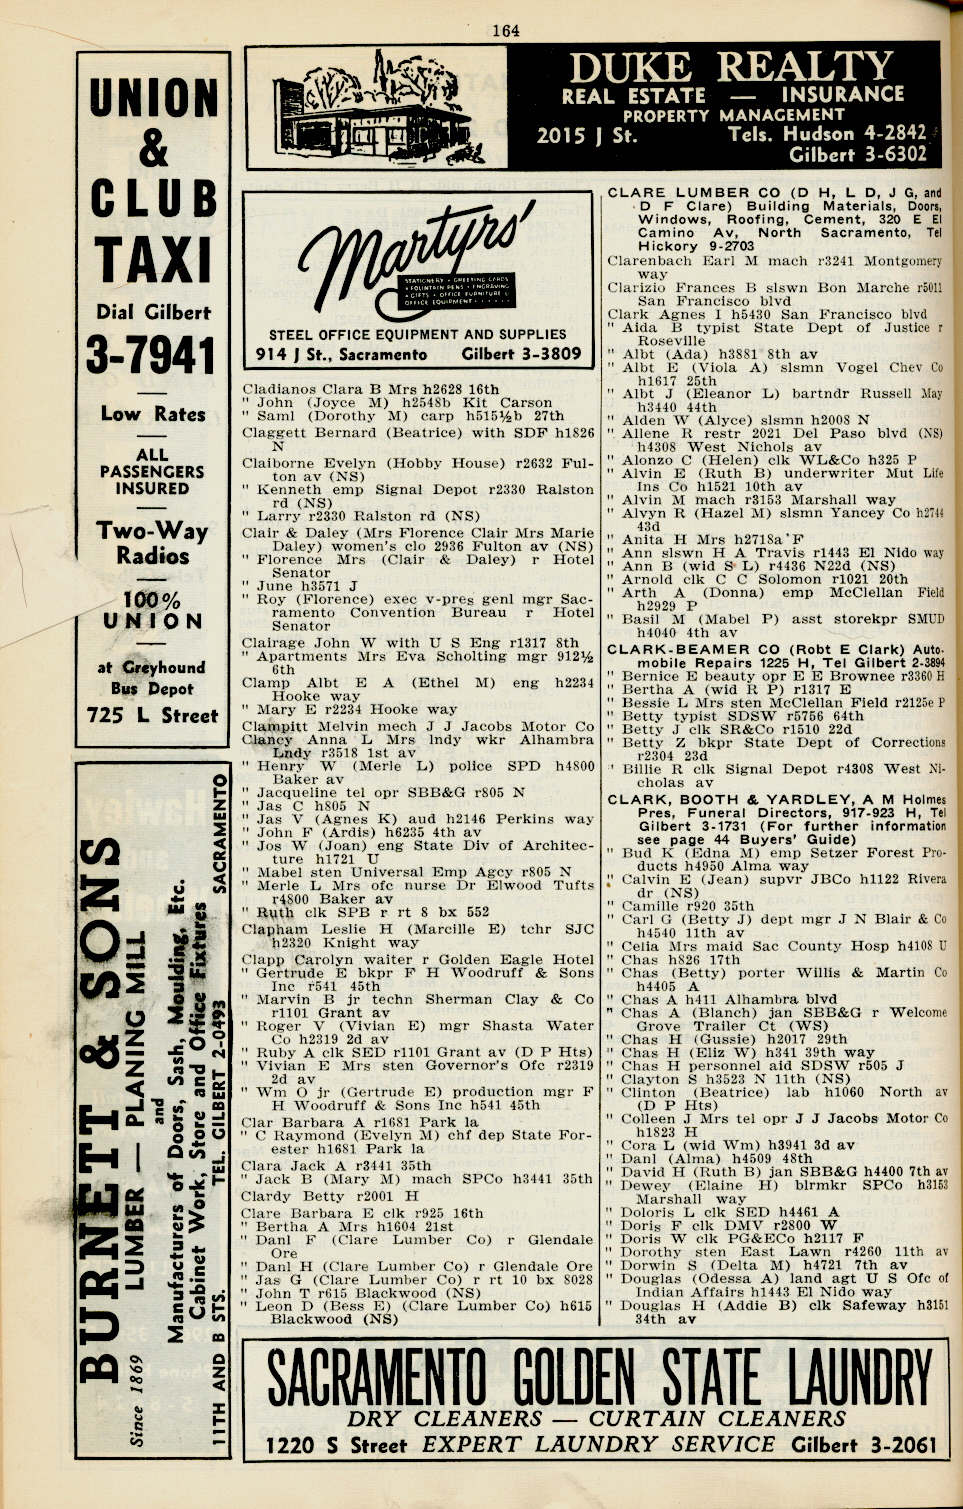 164
UNION
&
CLUB
TAXI
Dial Gilbert
3-7941
Low Rates
ALL
PASSENGERS
INSURED
Two-Way
Radios
100%
UNION
at Greyhound
Bus Depot
725 L Street
BURNETT & SONS
Since 1869 LUMBER — PLANING MILL
and
Manufacturers of Doors, Sash, Moulding, Etc.
Cabinet Work, Store and Office Fixtures
11TH AND B STS. TEL. GILBERT 2-0493 SACRAMENTO
DUKE REALTY
REAL ESTATE — INSURANCE
PROPERTY MANAGEMENT
2015 J St. Tels. Hudson 4-2842
Gilbert 3-6302
Martyrs'
STATIONERY • GREETING CARDS
• FOUNTAIN PENS • ENGRAVING
• GIFTS • OFFICE FURNITURE &
OFFICE EQUIPMENT
STEEL OFFICE EQUIPMENT AND SUPPLIES
914 J St., Sacramento Gilbert 3-3809
Cladianos Clara B Mrs h2628 16th
" John (Joyce M) h2548b Kit Carson
" Saml (Dorothy M) carp h515½b 27th
Claggett Bernard (Beatrice) with SDF h1826
N
Claiborne Evelyn (Hobby House) r2632 Ful-
ton av (NS)
" Kenneth emp Signal Depot r2330 Ralston
rd (NS)
" Larry r2330 Ralston rd (NS)
Clair & Daley (Mrs Florence Clair Mrs Marie
Daley) women's clo 2936 Fulton av (NS)
" Florence Mrs (Clair & Daley) r Hotel
Senator
" June h3571 J
" Roy (Florence) exec v-pres genl mgr Sac-
ramento Convention Bureau r Hotel
Senator
Clairage John W with U S Eng r1317 8th
" Apartments Mrs Eva Scholting mgr 912½
6th
Clamp Albt E A (Ethel M) eng h2234
Hooke way
" Mary E r2234 Hooke way
Clampitt Melvin mech J J Jacobs Motor Co
Clancy Anna L Mrs lndy wkr Alhambra
Lndy r3518 1st av
" Henry W (Merle L) police SPD h4800
Baker av
" Jacqueline tel opr SBB&G r805 N
" Jas C h805 N
" Jas V (Agnes K) aud h2146 Perkins way
" John F (Ardis) h6235 4th av
" Jos W (Joan) eng State Div of Architec-
ture h1721 U
" Mabel sten Universal Emp Agcy r805 N
" Merle L Mrs ofc nurse Dr Elwood Tufts
r4800 Baker av
" Ruth clk SPB r rt 8 bx 552
Clapham Leslie H (Marcille E) tchr SJC
h2320 Knight way
Clapp Carolyn waiter r Golden Eagle Hotel
" Gertrude E bkpr F H Woodruff & Sons
Inc r541 45th
" Marvin B jr techn Sherman Clay & Co
r1101 Grant av
" Roger V (Vivian E) mgr Shasta Water
Co h2319 2d av
" Ruby A clk SED r1101 Grant av (D P Hts)
" Vivian E Mrs sten Governor's Ofc r2319
2d av
" Wm O jr (Gertrude E) production mgr F
H Woodruff & Sons Inc h541 45th
Clar Barbara A r1681 Park la
" C Raymond (Evelyn M) chf dep State For-
ester h1681 Park la
Clara Jack A r3441 35th
" Jack B (Mary M) mach SPCo h3441 35th
Clardy Betty r2001 H
Clare Barbara E clk r925 16th
" Bertha A Mrs h1604 21st
" Danl F (Clare Lumber Co) r Glendale
Ore
" Danl H (Clare Lumber Co) r Glendale Ore
" Jas G (Clare Lumber Co) r rt 10 bx 8028
" John T r615 Blackwood (NS)
" Leon D (Bess E) (Clare Lumber Co) h615
Blackwood (NS)
CLARE LUMBER CO (D H, L D, J G, and
D F Clare) Building Materials, Doors,
Windows, Roofing, Cement, 320 E El
Camino Av, North Sacramento, Tel
Hickory 9-2703
Clarenbach Earl M mach r3241 Montgomery
way
Clarizio Frances B slswn Bon Marche r5011
San Francisco blvd
Clark Agnes I h5430 San Francisco blvd
" Aida B typist State Dept of Justice r
Roseville
" Albt (Ada) h3881 8th av
" Albt E (Viola A) slsmn Vogel Chev Co
h1617 25th
" Albt J (Eleanor L) bartndr Russell May
h3440 44th
" Alden W (Alyce) slsmn h2008 N
" Allene R restr 2021 Del Paso blvd (NS)
h4308 West Nichols av
" Alonzo C (Helen) clk WL&Co h325 P
" Alvin E (Ruth B) underwriter Mut Life
Ins Co h1521 10th av
" Alvin M mach r3153 Marshall way
" Alvyn R (Hazel M) slsmn Yancey Co h2744
43d
" Anita H Mrs h2718a F
" Ann slswn H A Travis r1443 El Nido way
" Ann B (wid S L) r4436 N22d (NS)
" Arnold clk C C Solomon r1021 20th
" Arth A (Donna) emp McClellan Field
h2929 P
" Basil M (Mabel P) asst storekpr SMUD
h4040 4th av
CLARK-BEAMER CO (Robt E Clark) Auto-
mobile Repairs 1225 H, Tel Gilbert 2-3894
" Bernice E beauty opr E E Brownee r3360 H
" Bertha A (wid R P) r1317 E
" Bessie L Mrs sten McClellan Field r2125e P
" Betty typist SDSW r5756 64th
" Betty J clk SR&Co r1510 22d
" Betty Z bkpr State Dept of Corrections
r2304 23d
" Billie R clk Signal Depot r4308 West Ni-
cholas av
CLARK, BOOTH & YARDLEY, A M Holmes
Pres, Funeral Directors, 917-923 H, Tel
Gilbert 3-1731 (For further information
see page 44 Buyers' Guide)
" Bud K (Edna M) emp Setzer Forest Pro-
ducts h4950 Alma way
" Calvin E (Jean) supvr JBCo h1122 Rivera
dr (NS)
" Camille r920 35th
" Carl G (Betty J) dept mgr J N Blair & Co
h4540 11th av
" Celia Mrs maid Sac County Hosp h4108 U
" Chas h826 17th
" Chas (Betty) porter Willis & Martin Co
h4405 A
" Chas A h411 Alhambra blvd
" Chas A (Blanch) jan SBB&G r Welcome
Grove Trailer Ct (WS)
" Chas H (Gussie) h2017 29th
" Chas H (Eliz W) h341 39th way
" Chas H personnel aid SDSW r505 J
" Clayton S h3523 N 11th (NS)
" Clinton (Beatrice) lab h1060 North av
(D P Hts)
" Colleen J Mrs tel opr J J Jacobs Motor Co
h1823 H
" Cora L (wid Wm) h3941 3d av
" Danl (Alma) h4509 48th
" David H (Ruth B) jan SBB&G h4400 7th av
" Dewey (Elaine H) blrmkr SPCo h3153
Marshall way
" Doloris L clk SED h4461 A
" Doris F clk DMV r2800 W
" Doris W clk PG&ECo h2117 F
" Dorothy sten East Lawn r4260 11th av
" Dorwin S (Delta M) h4721 7th av
" Douglas (Odessa A) land agt U S Ofc of
Indian Affairs h1443 El Nido way
" Douglas H (Addie B) clk Safeway h3151
34th av
SACRAMENTO GOLDEN STATE LAUNDRY
DRY CLEANERS — CURTAIN CLEANERS
1220 S Street EXPERT LAUNDRY SERVICE Gilbert 3-2061